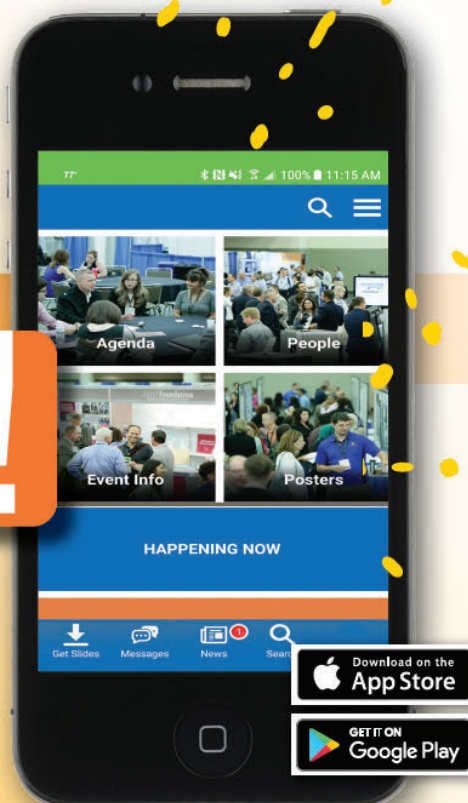 77°
100% 11:15 AM
Agenda
People
Event Info
Posters
!
HAPPENING NOW
Get Slides
Messages
News
1
Download on the
App Store
GET IT ON
Google Play